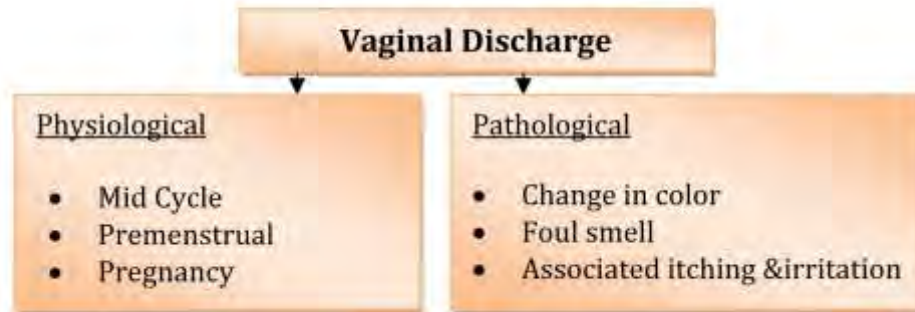 Vaginal Discharge
Physiological
• Mid Cycle
• Premenstrual
• Pregnancy
Pathological
• Change in color
• Foul smell
• Associated itching &irritation